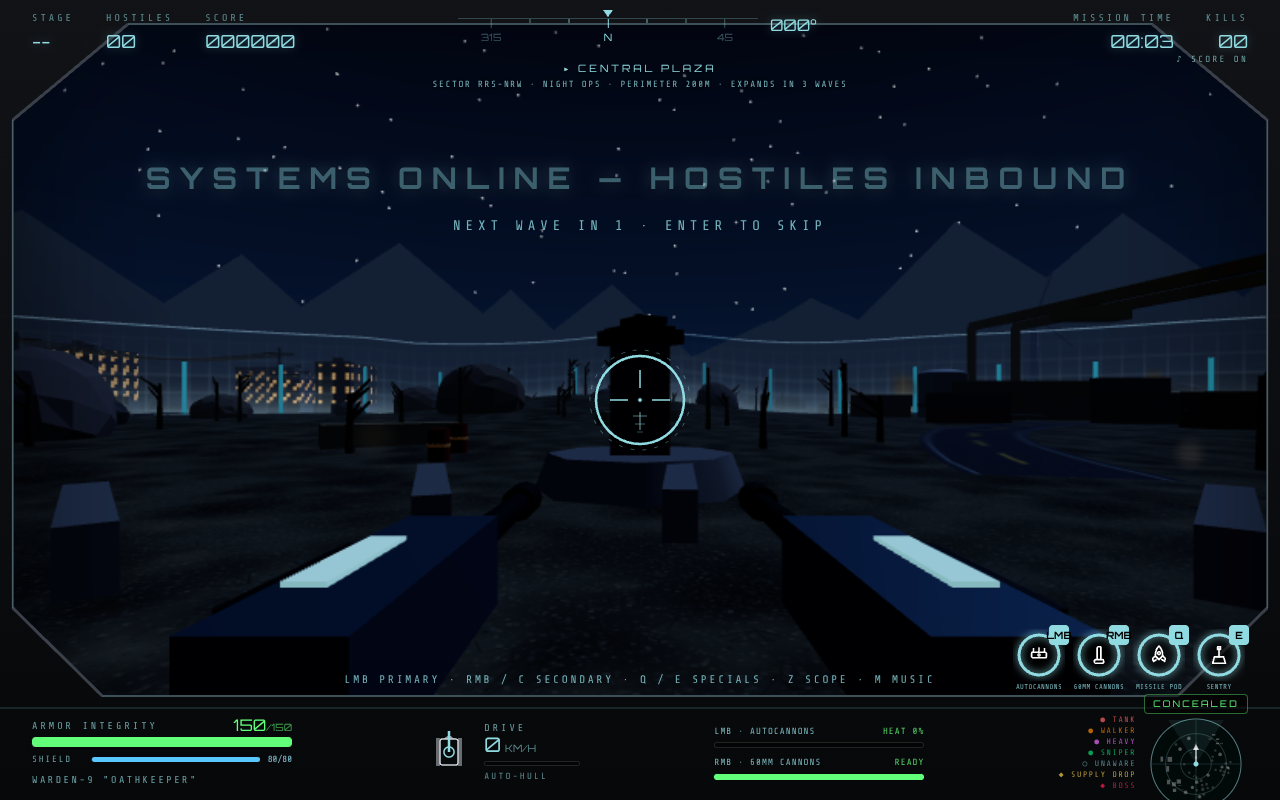 STAGE HOSTILES SCORE
-- 00 000000
315 N 45 000°
MISSION TIME KILLS
00:03 00
♪ SCORE ON
▸ CENTRAL PLAZA
SECTOR RRS-NRW · NIGHT OPS · PERIMETER 200M · EXPANDS IN 3 WAVES
SYSTEMS ONLINE — HOSTILES INBOUND
NEXT WAVE IN 1 · ENTER TO SKIP
LMB RMB Q E
AUTOCANNONS 60MM CANNONS MISSILE POD SENTRY
LMB PRIMARY · RMB / C SECONDARY · Q / E SPECIALS · Z SCOPE · M MUSIC
CONCEALED
ARMOR INTEGRITY 150/150
SHIELD 80/80
WARDEN-9 "OATHKEEPER"
DRIVE
0 KM/H
AUTO-HULL
LMB · AUTOCANNONS HEAT 0%
RMB · 60MM CANNONS READY
TANK
WALKER
HEAVY
SNIPER
UNAWARE
SUPPLY DROP
BOSS